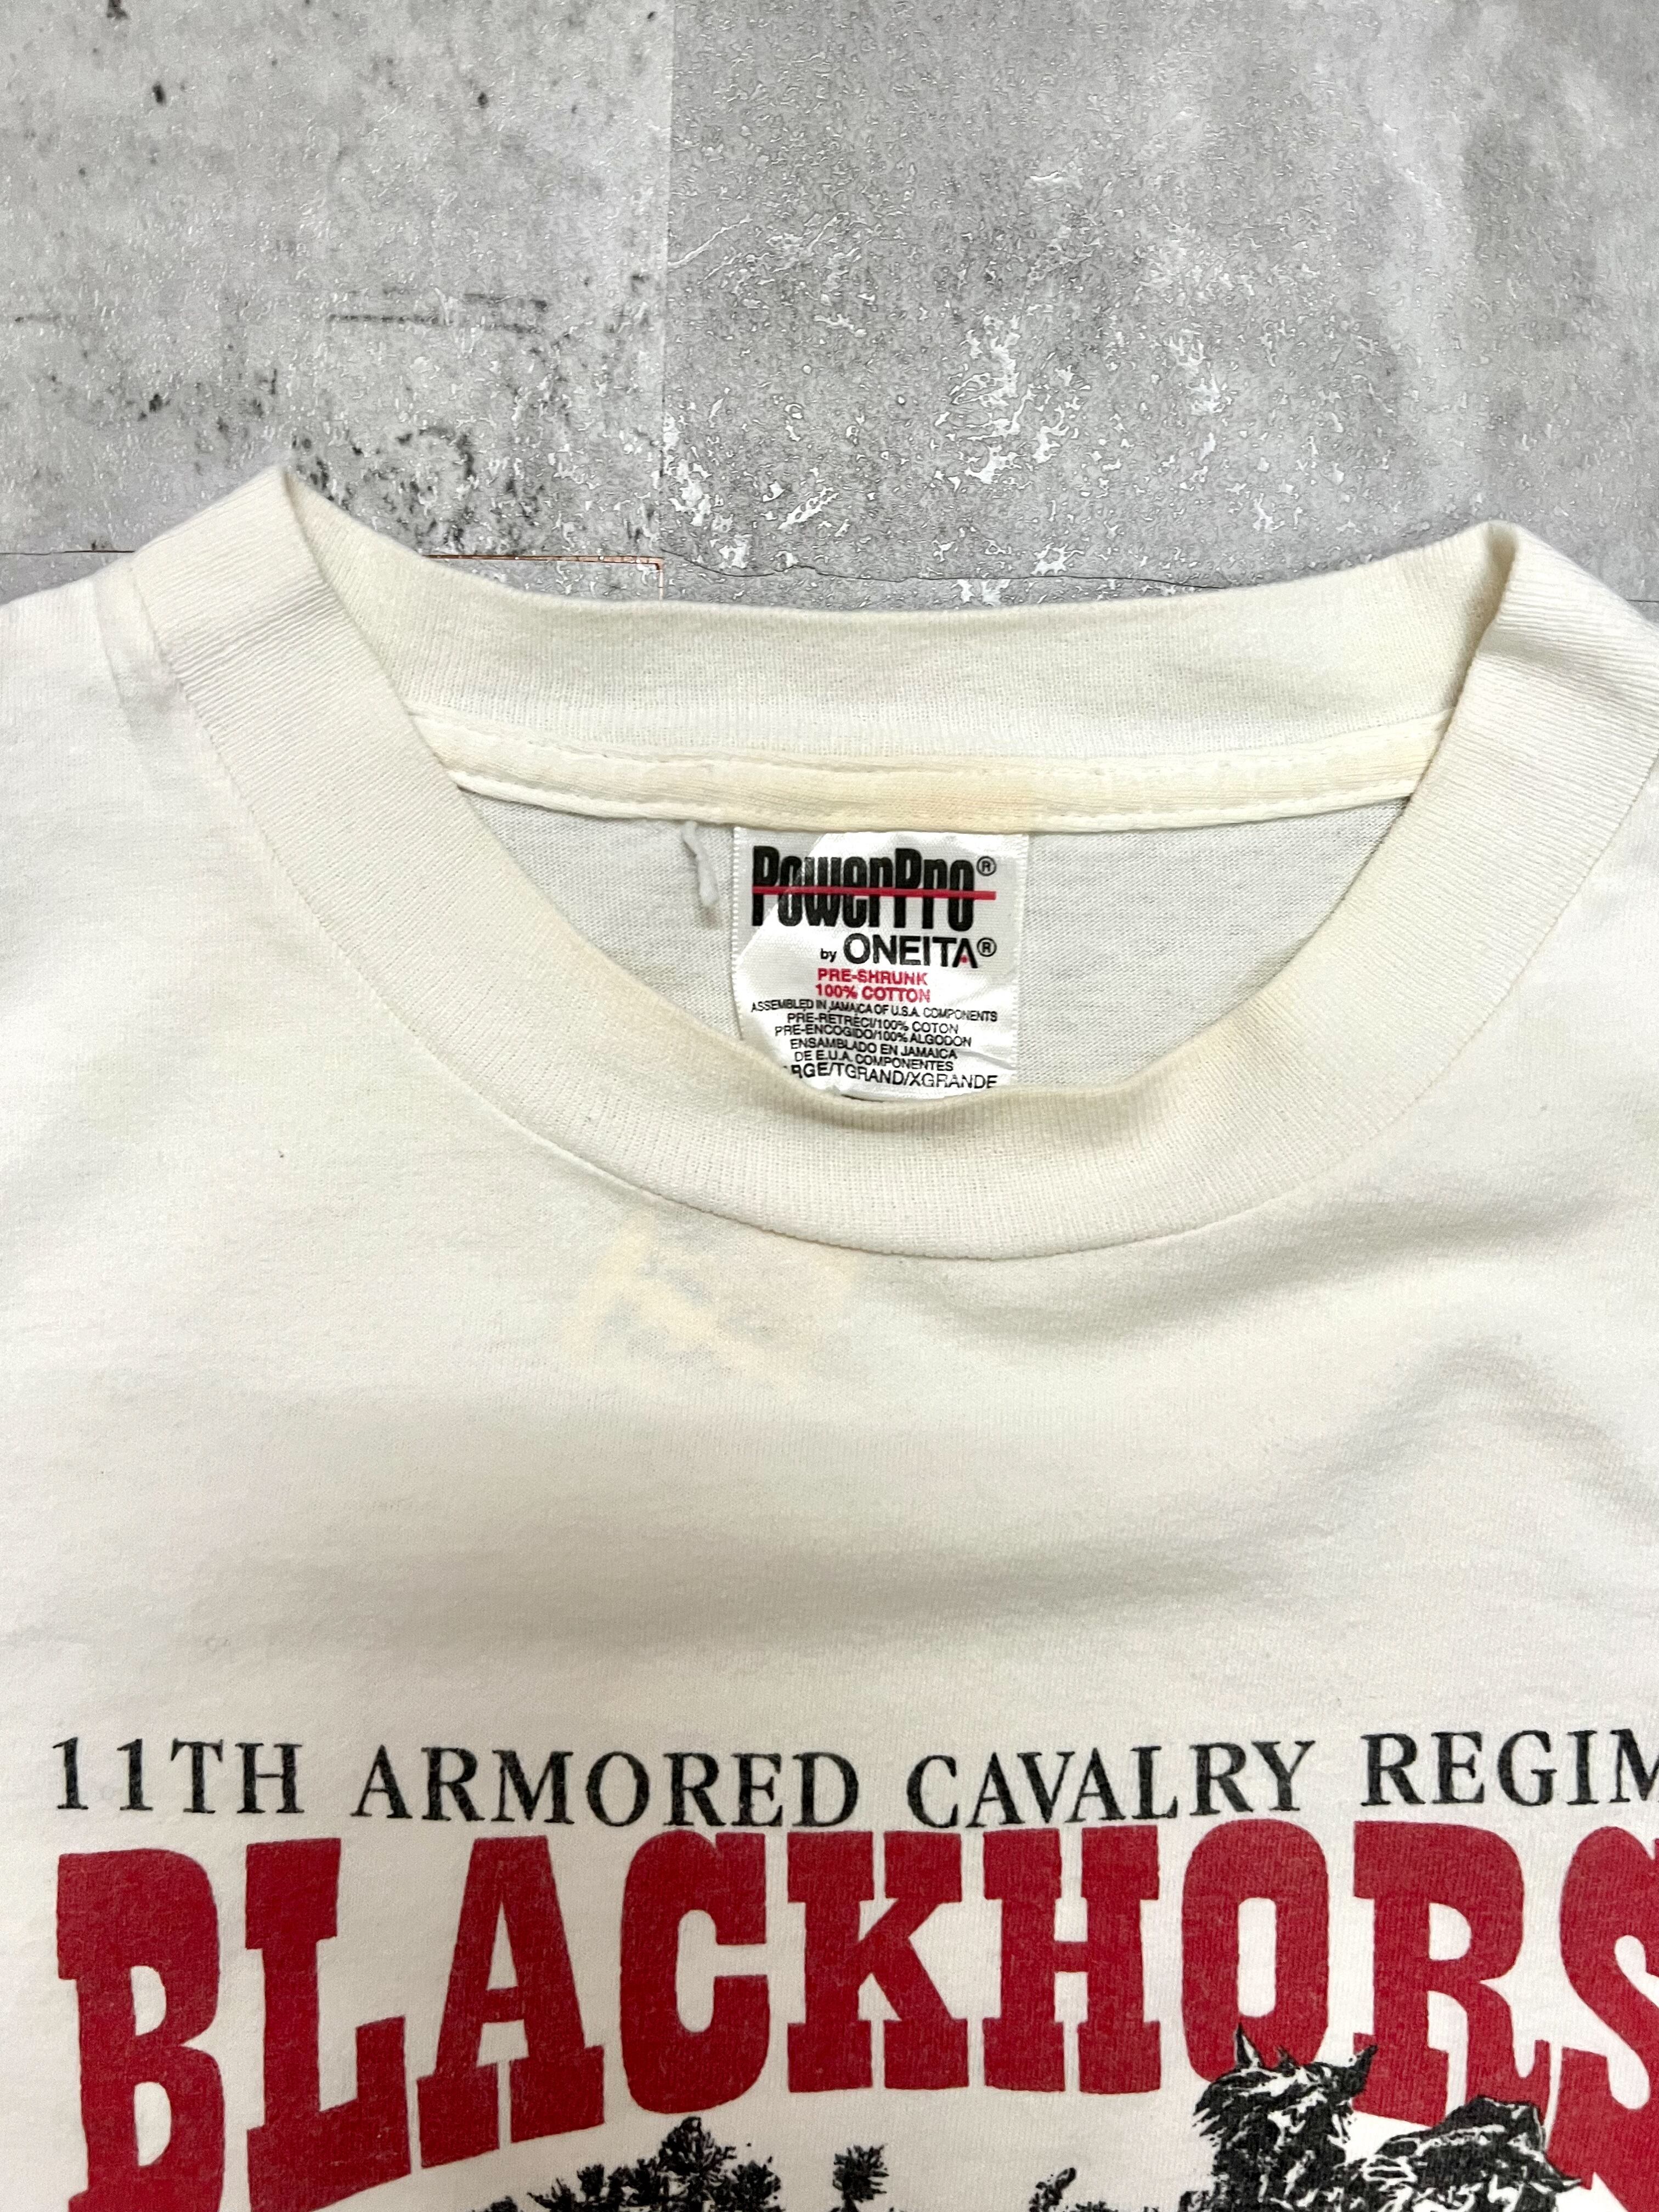 PowerPro®
by ONEITA®
PRE-SHRUNK
100% COTTON
ASSEMBLED IN JAMAICA OF U.S.A. COMPONENTS
PRE-RETRÉCI/100% COTON
PRE-ENCOGIDO/100% ALGODON
ENSAMBLADO EN JAMAICA
DE E.U.A. COMPONENTES
RGE/TGRAND/XGRANDE
11TH ARMORED CAVALRY REGIM
BLACKHORS